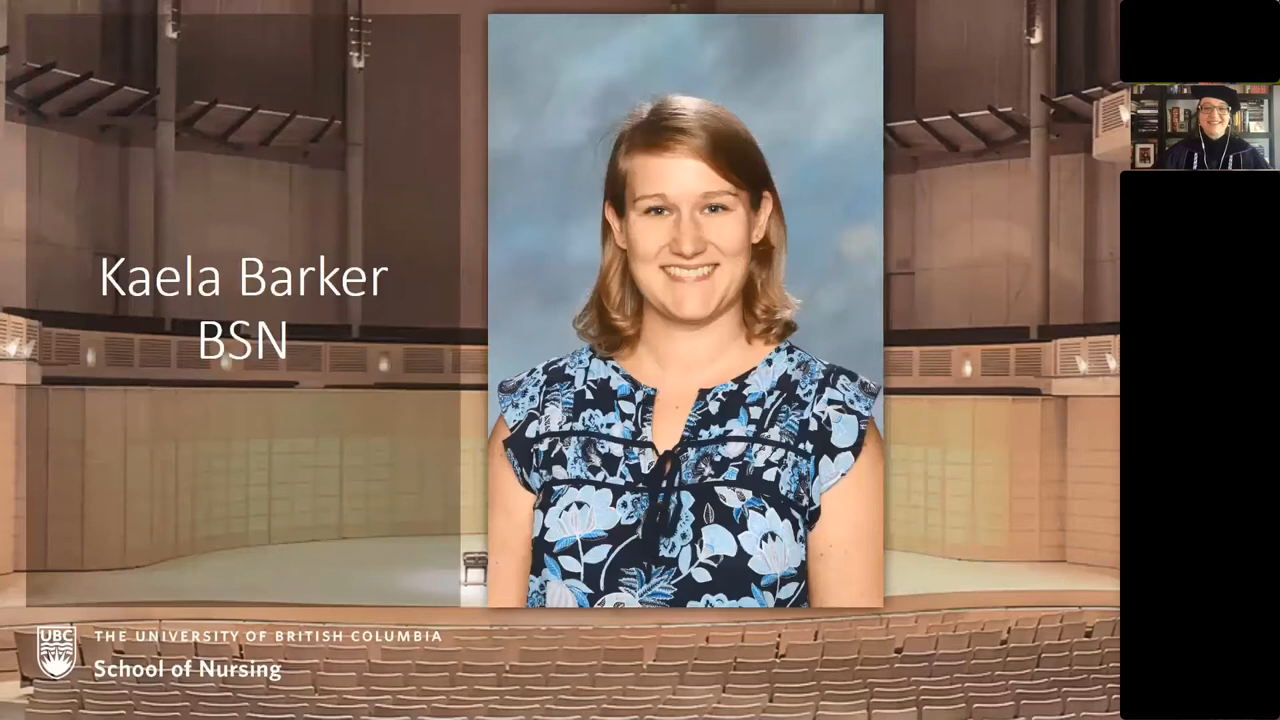 Kaela Barker
BSN
UBC
THE UNIVERSITY OF BRITISH COLUMBIA
School of Nursing